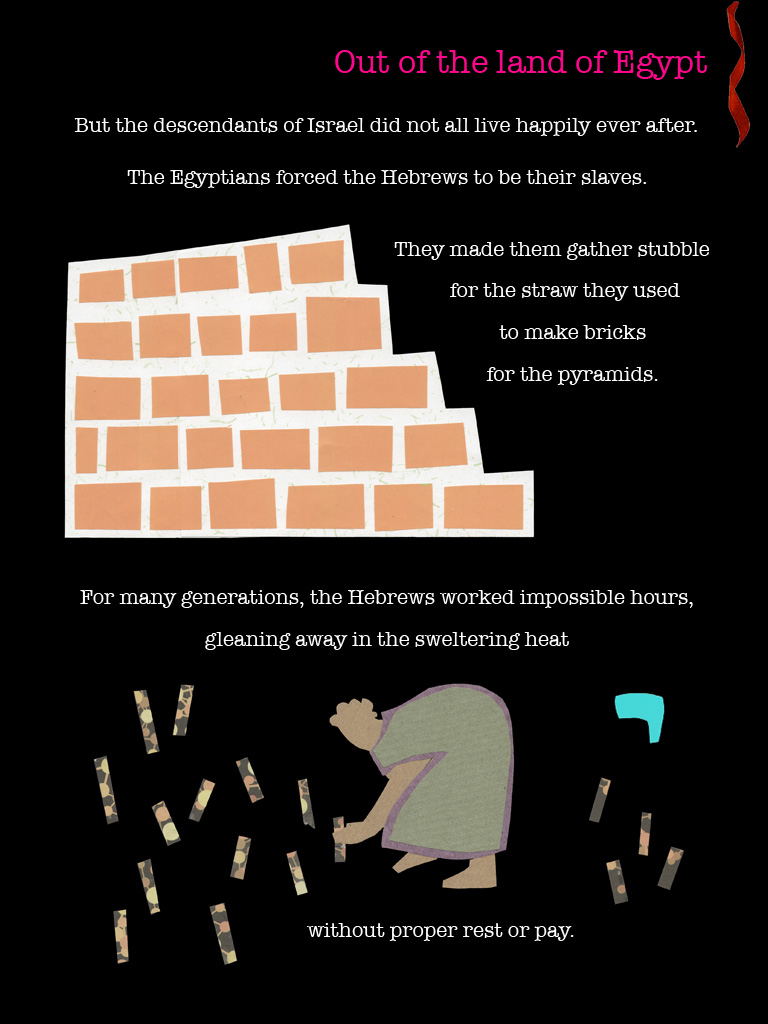 Out of the land of Egypt
But the descendants of Israel did not all live happily ever after.
The Egyptians forced the Hebrews to be their slaves.
They made them gather stubble
for the straw they used
to make bricks
for the pyramids.
For many generations, the Hebrews worked impossible hours,
gleaning away in the sweltering heat
ד
without proper rest or pay.